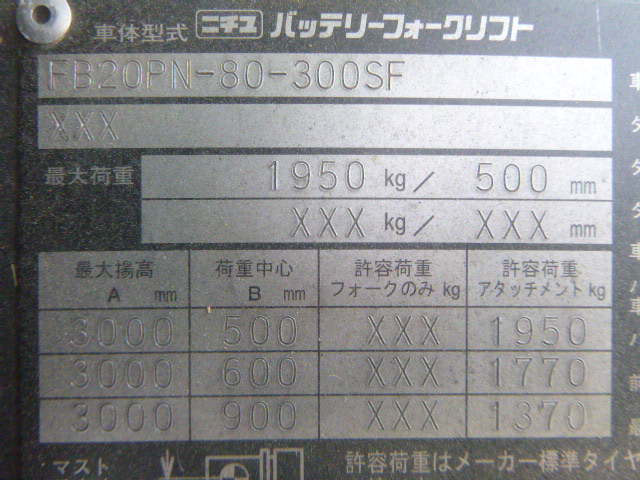 車体型式 ニチユ バッテリーフォークリフト
FB20PN-80-300SF
XXX
最大荷重 1950 kg/ 500 mm
XXX kg/ XXX mm
最大揚高 A mm 荷重中心 B mm 許容荷重 フォークのみ kg 許容荷重 アタッチメント kg
3000 500 XXX 1950
3000 600 XXX 1770
3000 900 XXX 1370
マスト 許容荷重はメーカー標準タイヤ